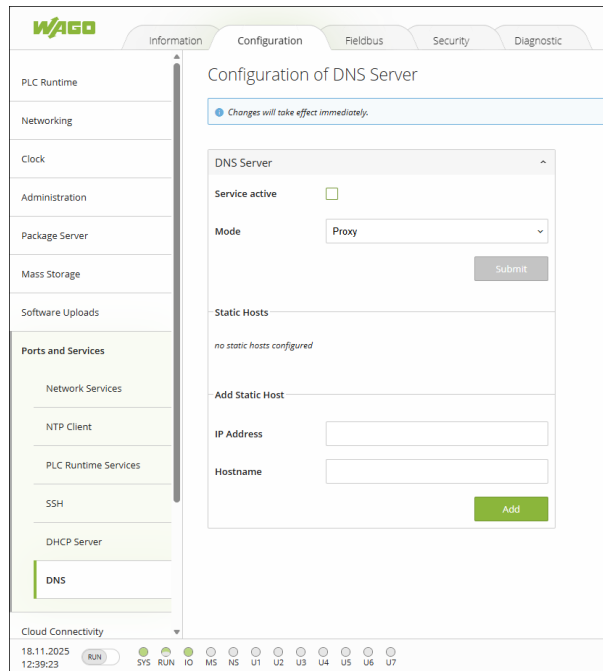 WAGO
Information
Configuration
Fieldbus
Security
Diagnostic
PLC Runtime
Networking
Clock
Administration
Package Server
Mass Storage
Software Uploads
Ports and Services
Network Services
NTP Client
PLC Runtime Services
SSH
DHCP Server
DNS
Cloud Connectivity
Configuration of DNS Server
Changes will take effect immediately.
DNS Server
Service active
Mode
Proxy
Submit
Static Hosts
no static hosts configured
Add Static Host
IP Address
Hostname
Add
18.11.2025
12:39:23
RUN
SYS RUN IO MS NS U1 U2 U3 U4 U5 U6 U7